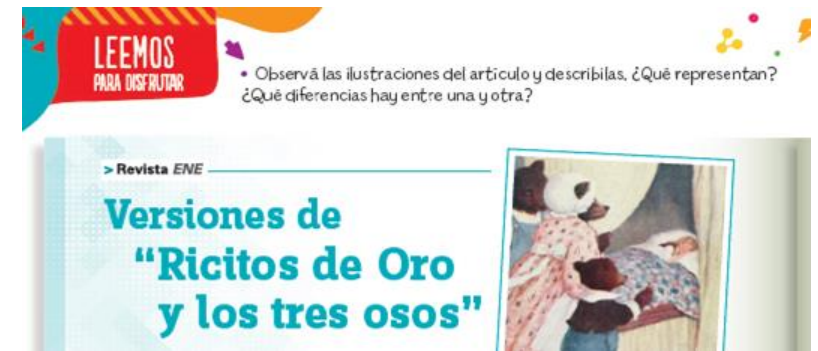 LEEMOS
PARA DISFRUTAR
• Observá las ilustraciones del artículo y describilas. ¿Qué representan?
¿Qué diferencias hay entre una y otra?
> Revista ENE
Versiones de
“Ricitos de Oro
y los tres osos”